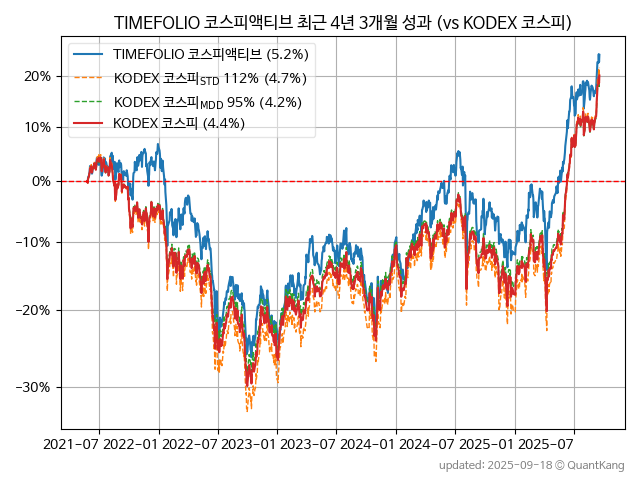 TIMEFOLIO 코스피액티브 최근 4년 3개월 성과 (vs KODEX 코스피)
TIMEFOLIO 코스피액티브 (5.2%)
KODEX 코스피STD 112% (4.7%)
KODEX 코스피MDD 95% (4.2%)
KODEX 코스피 (4.4%)
20%
10%
0%
−10%
−20%
−30%
2021-07 2022-01 2022-07 2023-01 2023-07 2024-01 2024-07 2025-01 2025-07
updated: 2025-09-18 © QuantKang